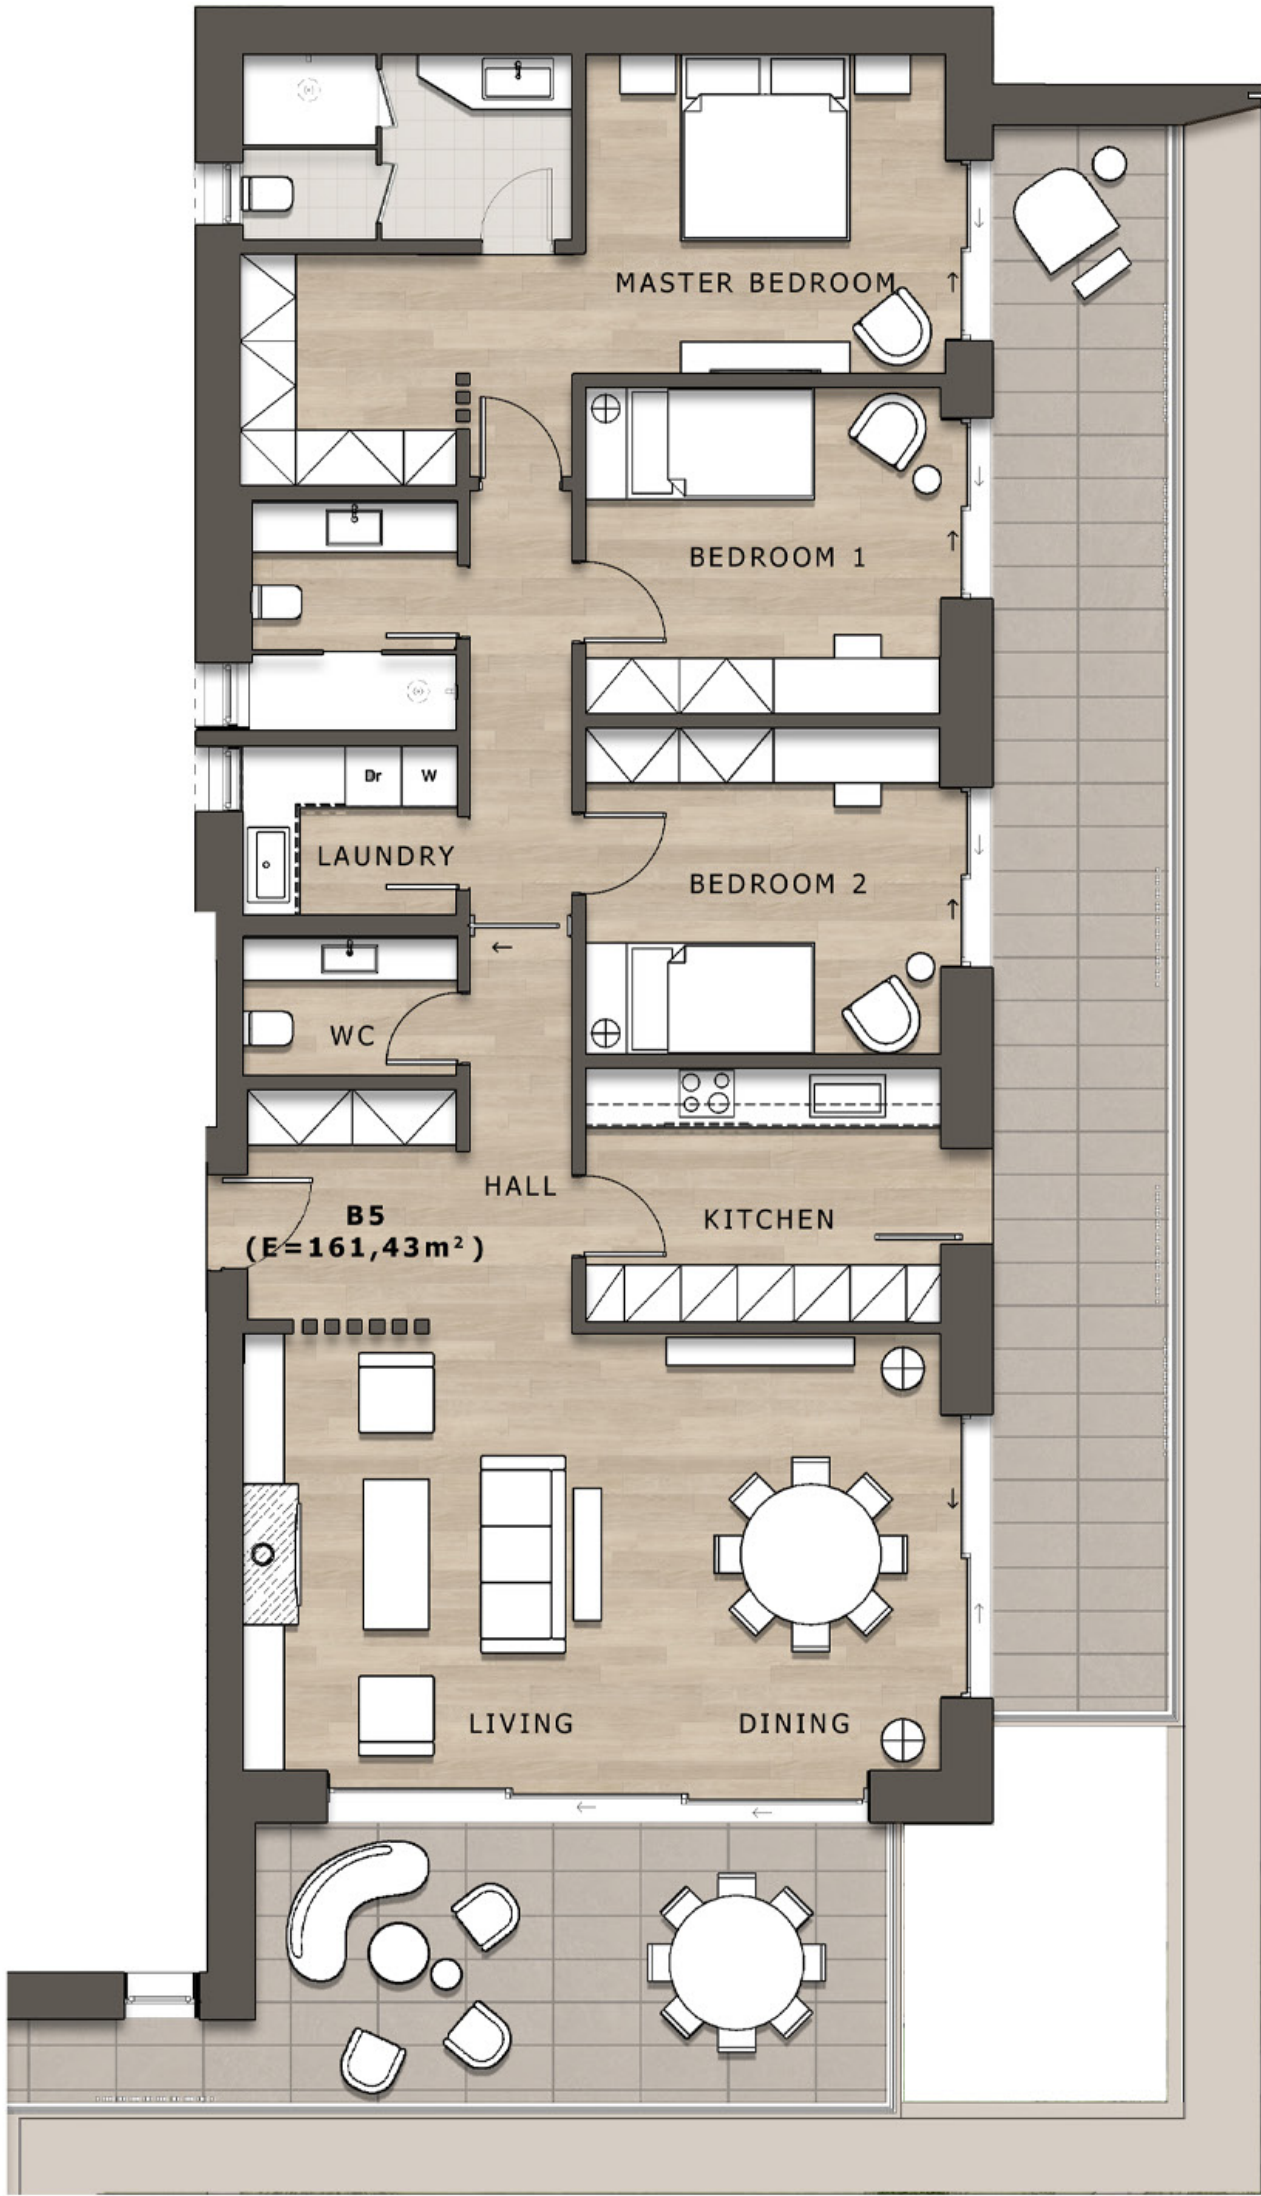 MASTER BEDROOM
BEDROOM 1
Dr
W
LAUNDRY
BEDROOM 2
WC
HALL
B5
(E=161,43m²)
KITCHEN
LIVING
DINING